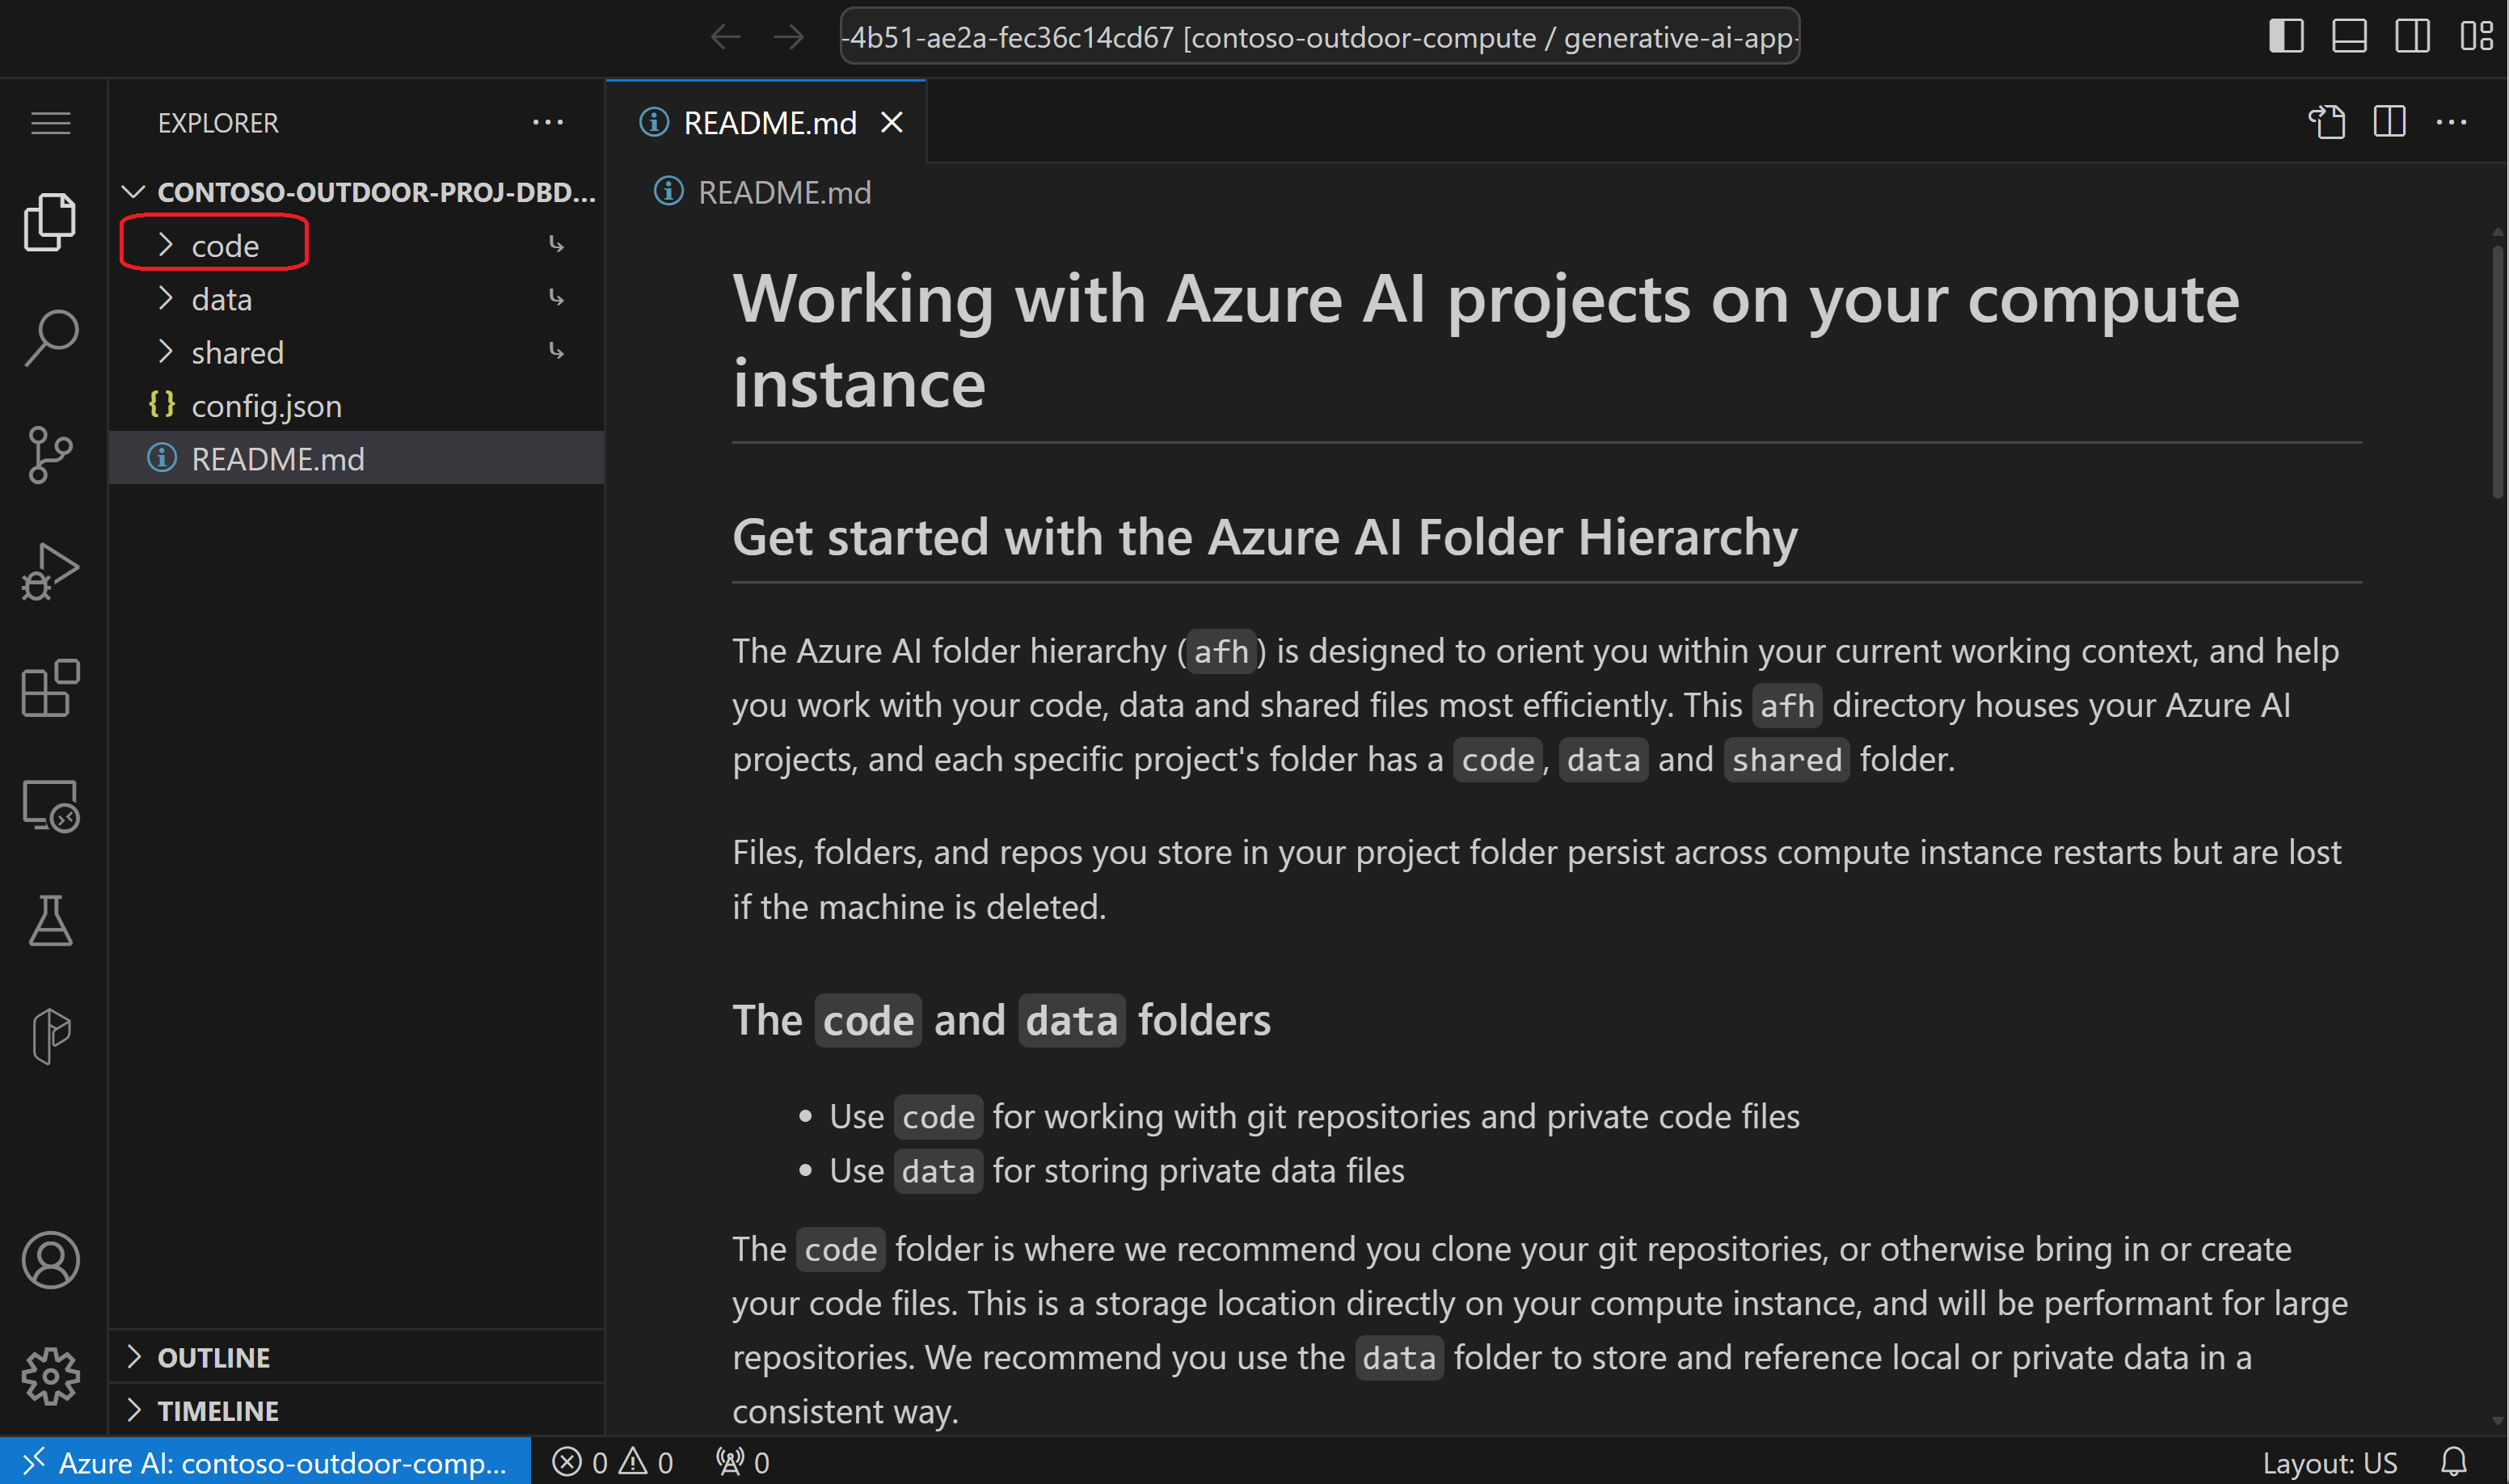 -4b51-ae2a-fec36c14cd67 [contoso-outdoor-compute / generative-ai-app-
EXPLORER
CONTOSO-OUTDOOR-PROJ-DBD...
code
data
shared
{} config.json
README.md
OUTLINE
TIMELINE
README.md
README.md
Working with Azure AI projects on your compute
instance
Get started with the Azure AI Folder Hierarchy
The Azure AI folder hierarchy (afh) is designed to orient you within your current working context, and help
you work with your code, data and shared files most efficiently. This afh directory houses your Azure AI
projects, and each specific project's folder has a code, data and shared folder.
Files, folders, and repos you store in your project folder persist across compute instance restarts but are lost
if the machine is deleted.
The code and data folders
• Use code for working with git repositories and private code files
• Use data for storing private data files
The code folder is where we recommend you clone your git repositories, or otherwise bring in or create
your code files. This is a storage location directly on your compute instance, and will be performant for large
repositories. We recommend you use the data folder to store and reference local or private data in a
consistent way.
Azure AI: contoso-outdoor-comp... 0 0 0 Layout: US